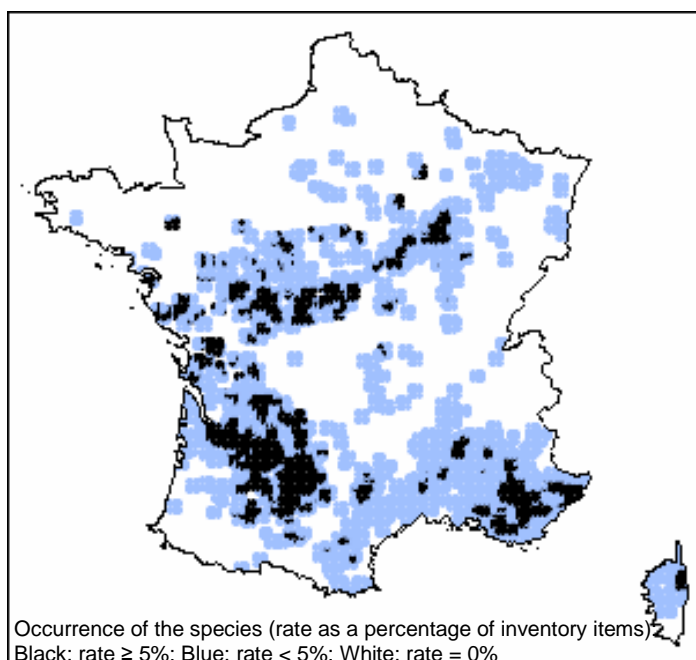 Occurrence of the species (rate as a percentage of inventory items)
Black: rate ≥ 5%; Blue: rate < 5%; White: rate = 0%